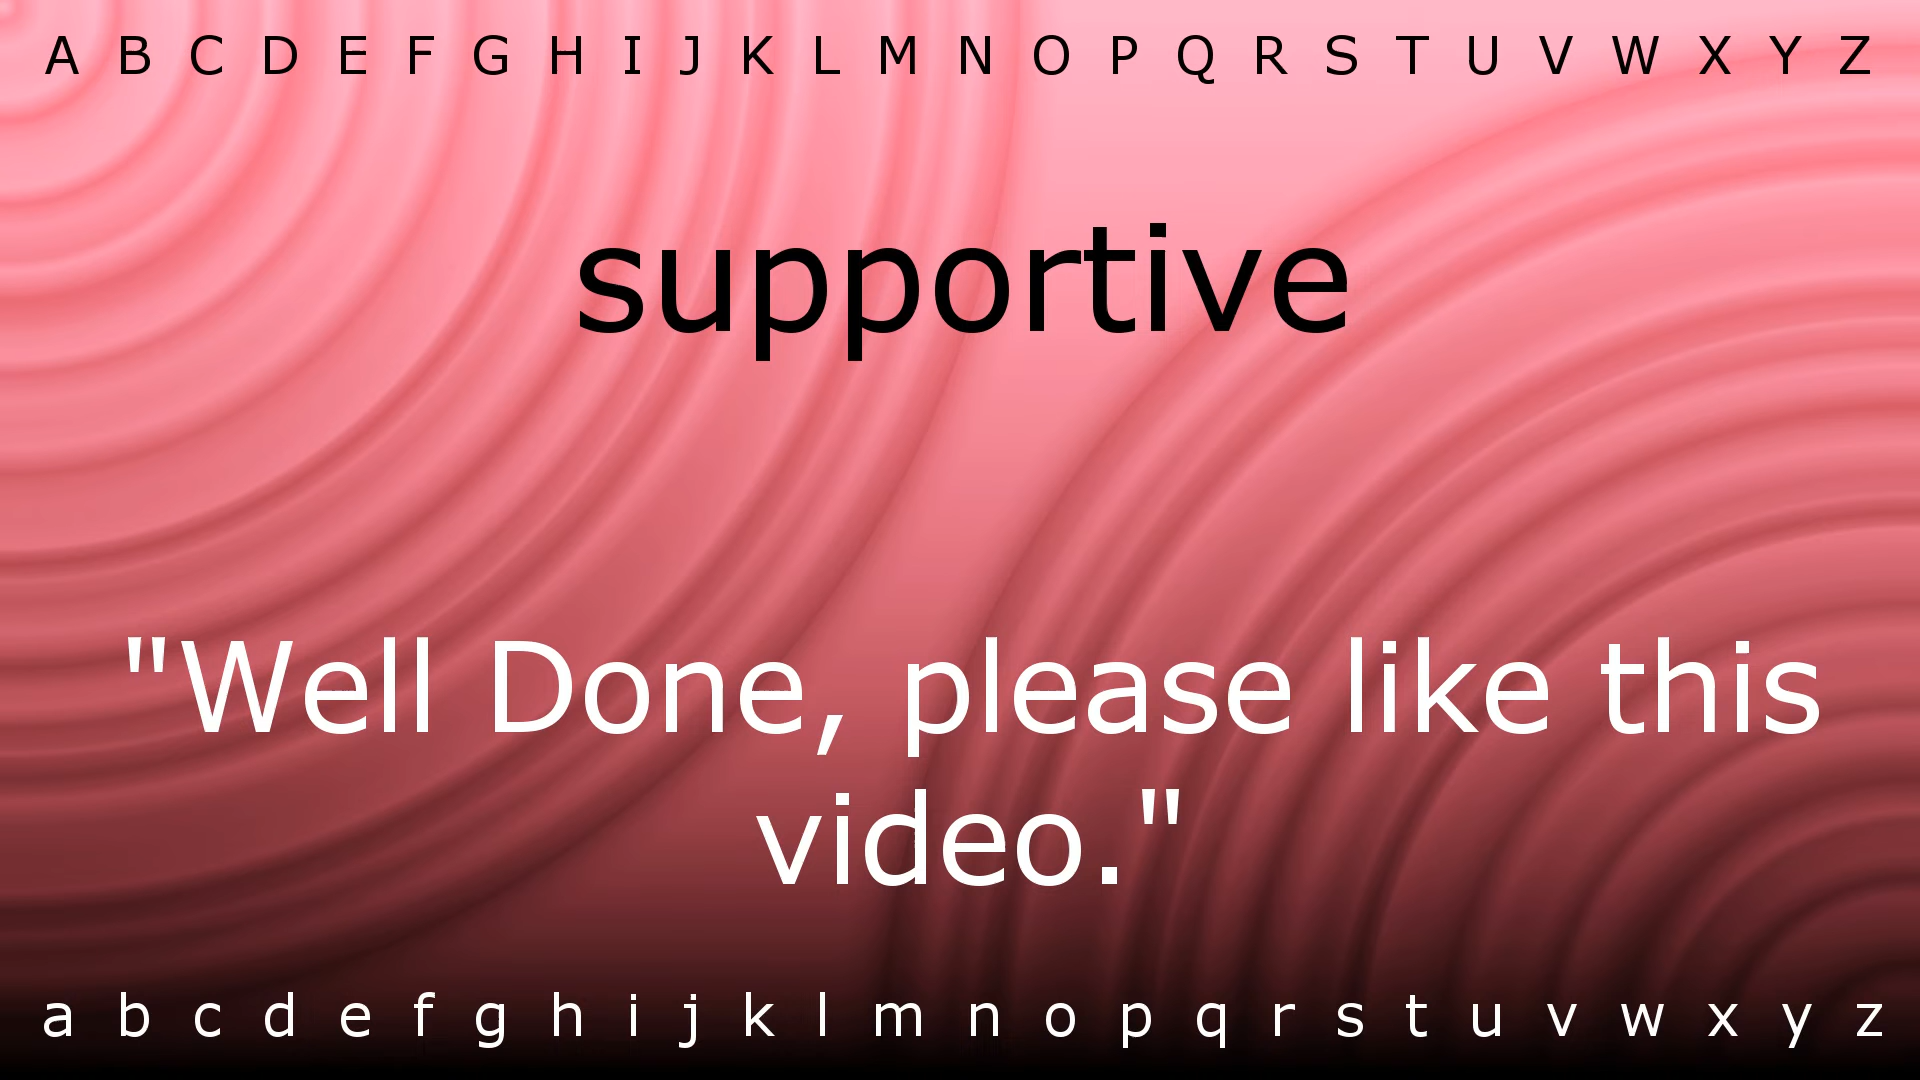 A B C D E F G H I J K L M N O P Q R S T U V W X Y Z
supportive
"Well Done, please like this
video."
a b c d e f g h i j k l m n o p q r s t u v w x y z